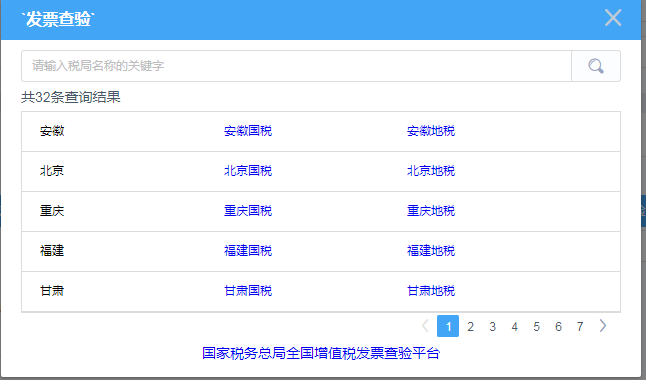 `发票查验`
请输入税局名称的关键字
共32条查询结果
安徽 安徽国税 安徽地税
北京 北京国税 北京地税
重庆 重庆国税 重庆地税
福建 福建国税 福建地税
甘肃 甘肃国税 甘肃地税
1 2 3 4 5 6 7
国家税务总局全国增值税发票查验平台